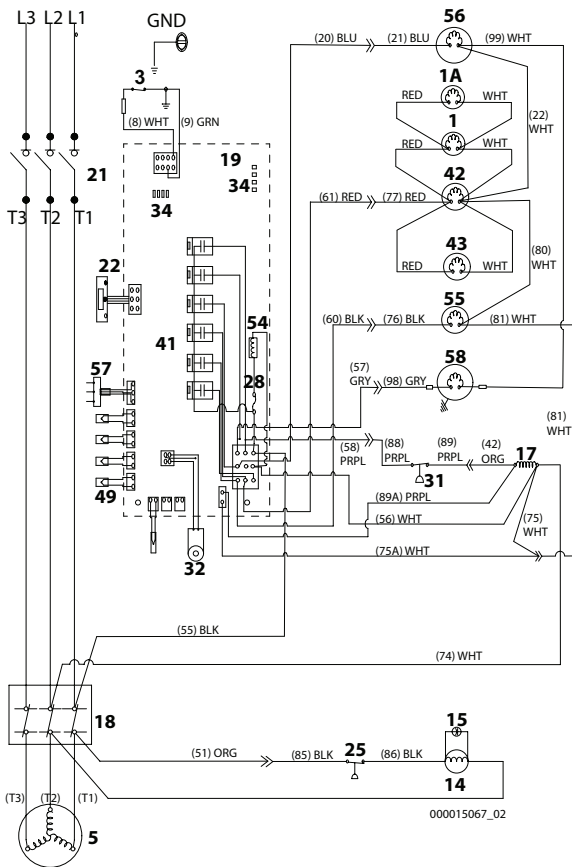 L3 L2 L1
GND
3
(8) WHT (9) GRN
19
34
34
21
T3 T2 T1
22
41
54
57
28
49
32
(20) BLU (21) BLU 56 (99) WHT
1A
RED WHT
1
(22)
WHT
RED WHT
42
(61) RED (77) RED
43
RED WHT
(80)
WHT
55
(60) BLK (76) BLK (81) WHT
58
(57)
GRY (98) GRY
(81)
WHT
(58)
PRPL
(88)
PRPL
(89)
PRPL
(42)
ORG
17
31
(89A) PRPL
(56) WHT
(75)
WHT
(75A) WHT
(55) BLK
(74) WHT
18
(51) ORG (85) BLK 25 (86) BLK
15
14
(T3) (T2) (T1)
5
000015067_02